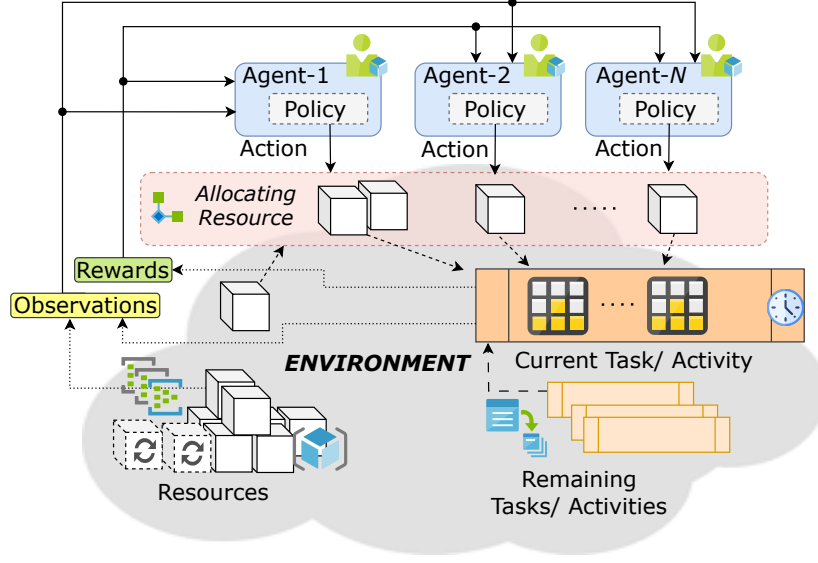 Agent-1
Policy
Agent-2
Policy
Agent-N
Policy
Action
Action
Action
Allocating
Resource
.....
Rewards
Observations
....
ENVIRONMENT
Current Task/ Activity
Resources
Remaining
Tasks/ Activities